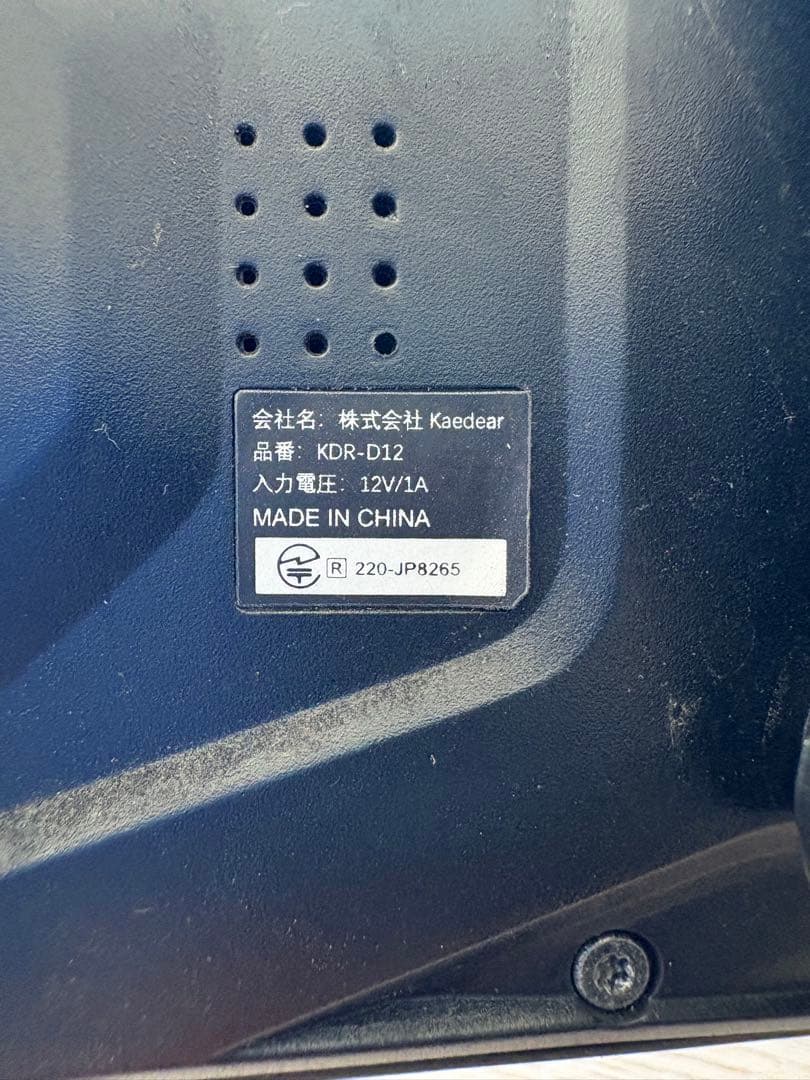 会社名：株式会社 Kaedear
品番：KDR-D12
入力電圧：12V/1A
MADE IN CHINA
R 220-JP8265